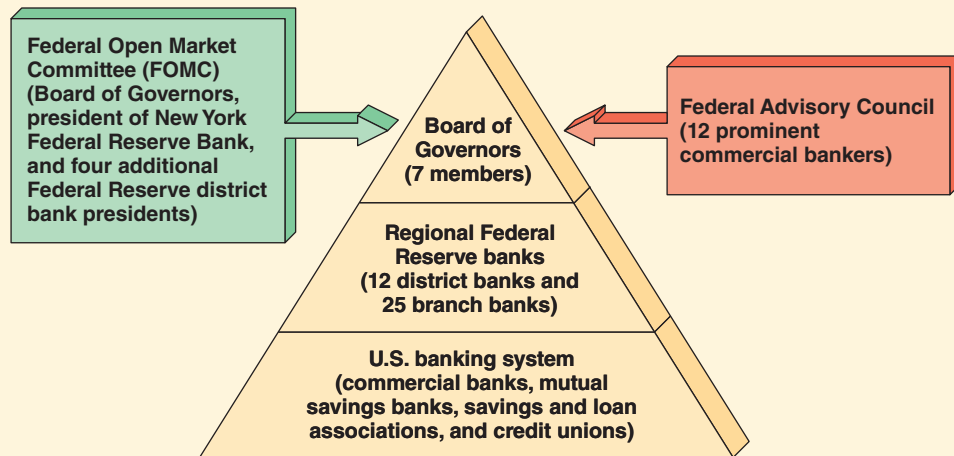 Federal Open Market
Committee (FOMC)
(Board of Governors,
president of New York
Federal Reserve Bank,
and four additional
Federal Reserve district
bank presidents)
Board of
Governors
(7 members)
Federal Advisory Council
(12 prominent
commercial bankers)
Regional Federal
Reserve banks
(12 district banks and
25 branch banks)
U.S. banking system
(commercial banks, mutual
savings banks, savings and loan
associations, and credit unions)